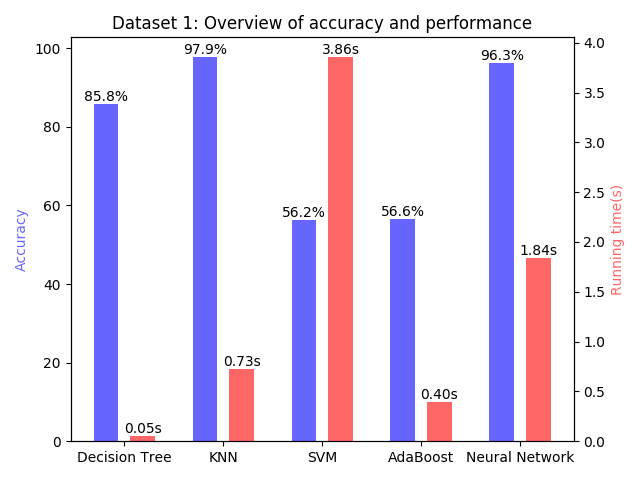 Dataset 1: Overview of accuracy and performance
100
80
60
40
20
0
Accuracy
85.8%
0.05s
97.9%
0.73s
56.2%
3.86s
56.6%
0.40s
96.3%
1.84s
4.0
3.5
3.0
2.5
2.0
1.5
1.0
0.5
0.0
Running time(s)
Decision Tree
KNN
SVM
AdaBoost
Neural Network